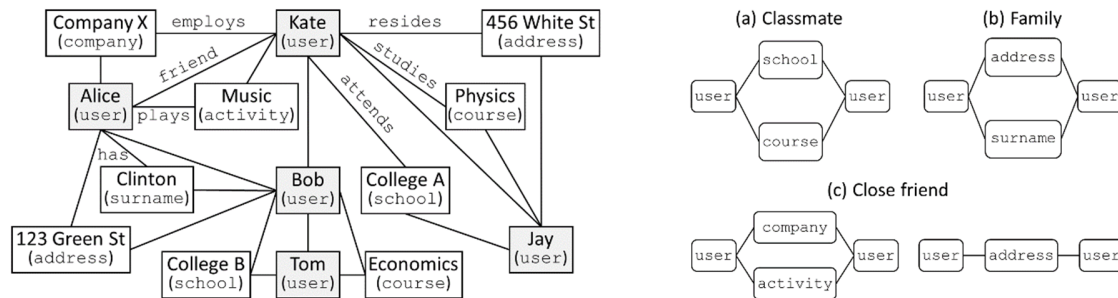 Company X
(company)
employs
Kate
(user)
resides
456 White St
(address)
friend
studies
attends
Alice
(user)
plays
Music
(activity)
Physics
(course)
has
Clinton
(surname)
Bob
(user)
College A
(school)
123 Green St
(address)
College B
(school)
Tom
(user)
Economics
(course)
Jay
(user)
(a) Classmate
school
user
user
course
(b) Family
address
user
user
surname
(c) Close friend
company
user
user
activity
user
address
user